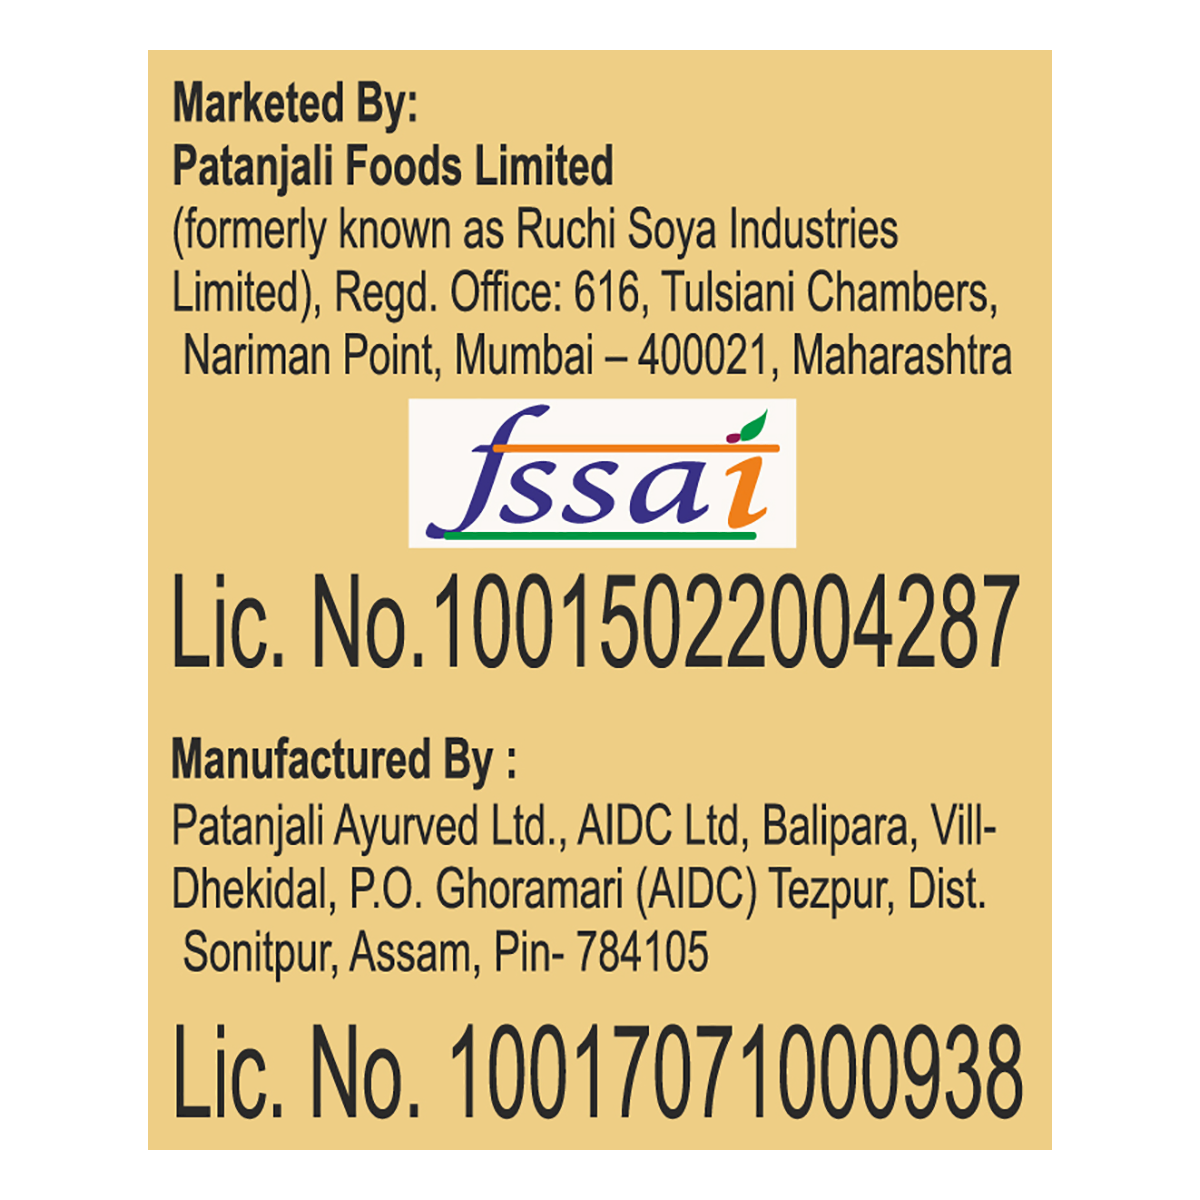 Marketed By:
Patanjali Foods Limited
(formerly known as Ruchi Soya Industries
Limited), Regd. Office: 616, Tulsiani Chambers,
Nariman Point, Mumbai – 400021, Maharashtra
fssai
Lic. No.10015022004287
Manufactured By :
Patanjali Ayurved Ltd., AIDC Ltd, Balipara, Vill-
Dhekidal, P.O. Ghoramari (AIDC) Tezpur, Dist.
Sonitpur, Assam, Pin- 784105
Lic. No. 10017071000938